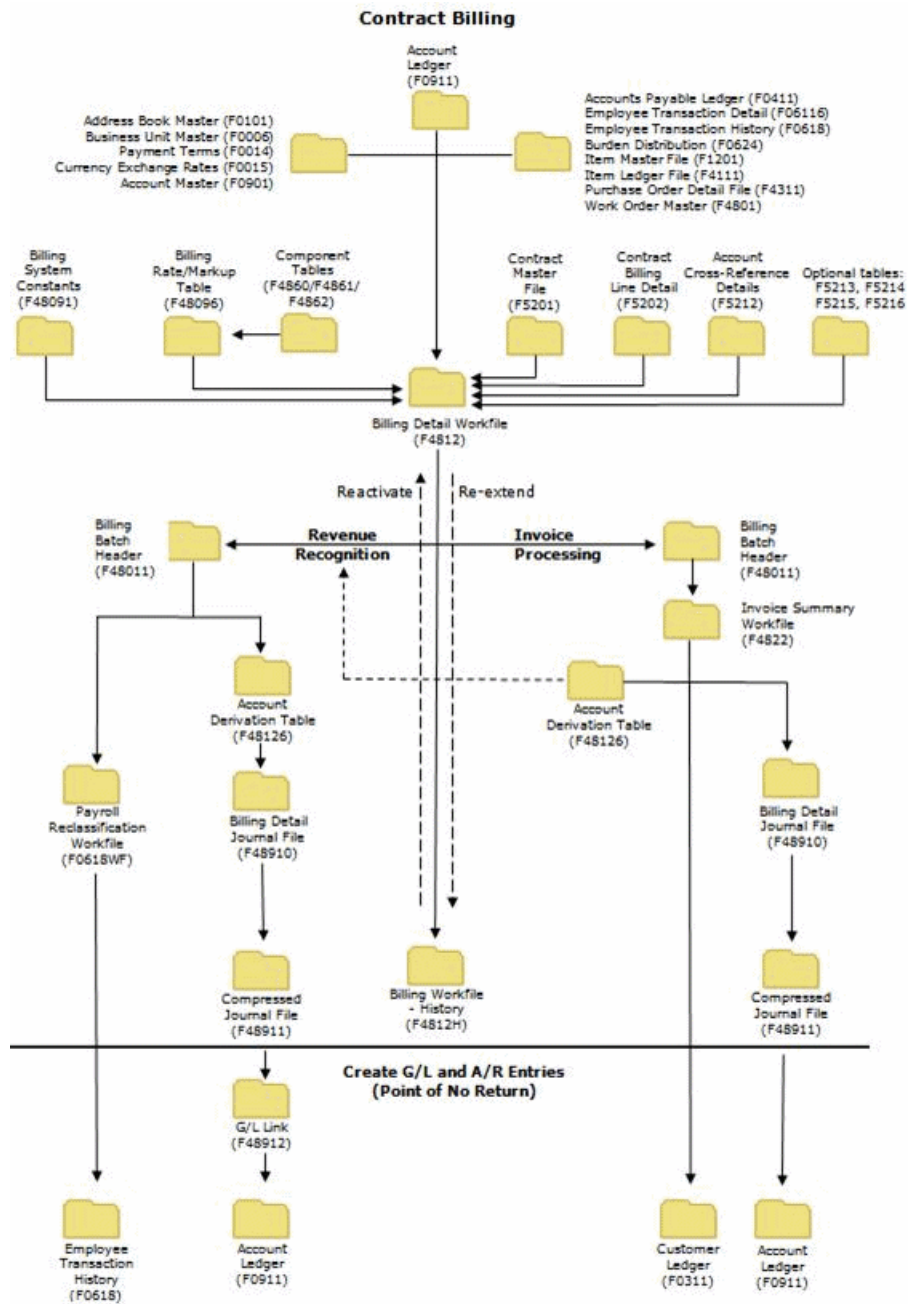 Contract Billing
Account
Ledger
(F0911)
Address Book Master (F0101)
Business Unit Master (F0006)
Payment Terms (F0014)
Currency Exchange Rates (F0015)
Account Master (F0901)
Accounts Payable Ledger (F0411)
Employee Transaction Detail (F06116)
Employee Transaction History (F0618)
Burden Distribution (F0624)
Item Master File (F1201)
Item Ledger File (F4111)
Purchase Order Detail File (F4311)
Work Order Master (F4801)
Billing
System
Constants
(F48091)
Billing
Rate/Markup
Table
(F48096)
Component
Tables
(F4860/F4861/
F4862)
Contract
Master
File
(F5201)
Contract
Billing
Line Detail
(F5202)
Account
Cross-Reference
Details
(F5212)
Optional tables:
F5213, F5214
F5215, F5216
Billing Detail Workfile
(F4812)
Reactivate
Re-extend
Billing
Batch
Header
(F48011)
Revenue
Recognition
Invoice
Processing
Billing
Batch
Header
(F48011)
Invoice Summary
Workfile
(F4822)
Account
Derivation Table
(F48126)
Account
Derivation Table
(F48126)
Payroll
Reclassification
Workfile
(F0618WF)
Billing Detail
Journal File
(F48910)
Billing Detail
Journal File
(F48910)
Compressed
Journal File
(F48911)
Billing Workfile
- History
(F4812H)
Compressed
Journal File
(F48911)
Create G/L and A/R Entries
(Point of No Return)
G/L Link
(F48912)
Employee
Transaction
History
(F0618)
Account
Ledger
(F0911)
Customer
Ledger
(F0311)
Account
Ledger
(F0911)